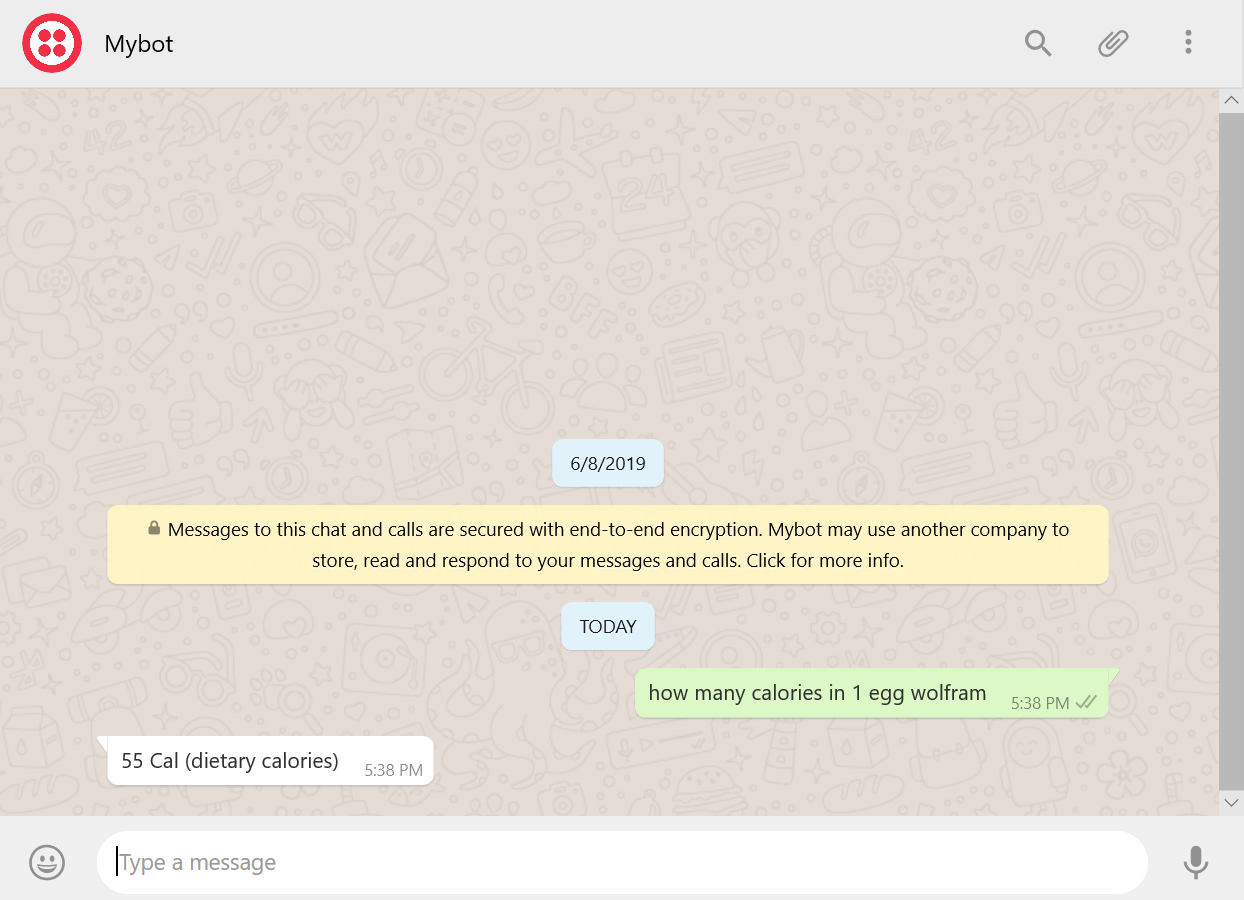 Mybot
6/8/2019
Messages to this chat and calls are secured with end-to-end encryption. Mybot may use another company to
store, read and respond to your messages and calls. Click for more info.
TODAY
how many calories in 1 egg wolfram 5:38 PM
55 Cal (dietary calories) 5:38 PM
Type a message